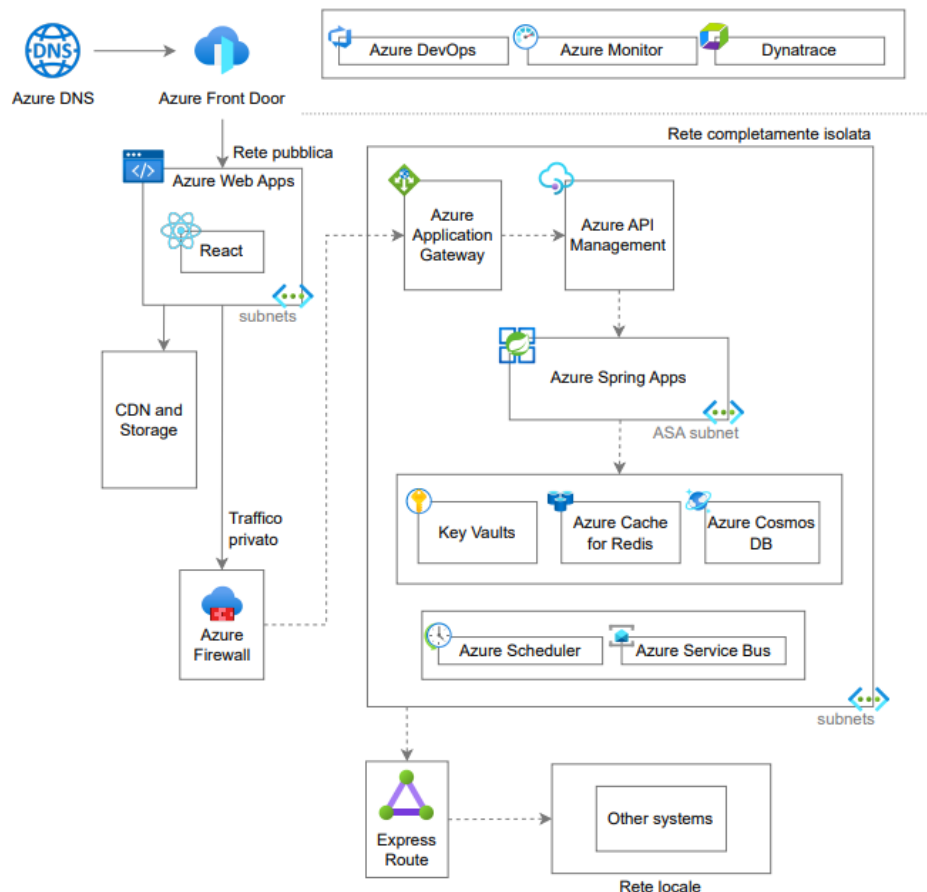 DNS
Azure DNS
Azure Front Door
Azure DevOps
Azure Monitor
Dynatrace
Rete pubblica
Rete completamente isolata
Azure Web Apps
React
subnets
Azure
Application
Gateway
Azure API
Management
Azure Spring Apps
ASA subnet
CDN and
Storage
Traffico
privato
Azure
Firewall
Key Vaults
Azure Cache
for Redis
Azure Cosmos
DB
Azure Scheduler
Azure Service Bus
subnets
Express
Route
Other systems
Rete locale